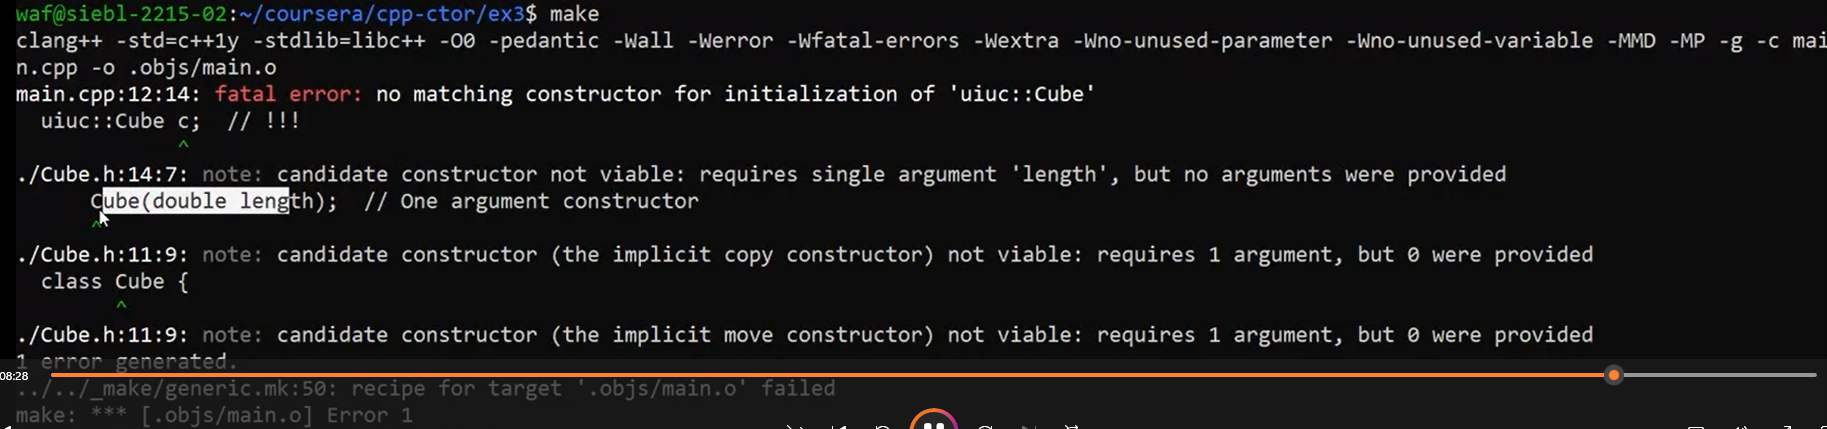 waf@siebl-2215-02:~/coursera/cpp-ctor/ex3$ make
clang++ -std=c++1y -stdlib=libc++ -O0 -pedantic -Wall -Werror -Wfatal-errors -Wextra -Wno-unused-parameter -Wno-unused-variable -MMD -MP -g -c mai
n.cpp -o .objs/main.o
main.cpp:12:14: fatal error: no matching constructor for initialization of 'uiuc::Cube'
uiuc::Cube c;  // !!!
^
./Cube.h:14:7: note: candidate constructor not viable: requires single argument 'length', but no arguments were provided
Cube(double length);  // One argument constructor
^
./Cube.h:11:9: note: candidate constructor (the implicit copy constructor) not viable: requires 1 argument, but 0 were provided
class Cube {
^
./Cube.h:11:9: note: candidate constructor (the implicit move constructor) not viable: requires 1 argument, but 0 were provided
1 error generated.
08:28
../../_make/generic.mk:50: recipe for target '.objs/main.o' failed
make: *** [.objs/main.o] Error 1